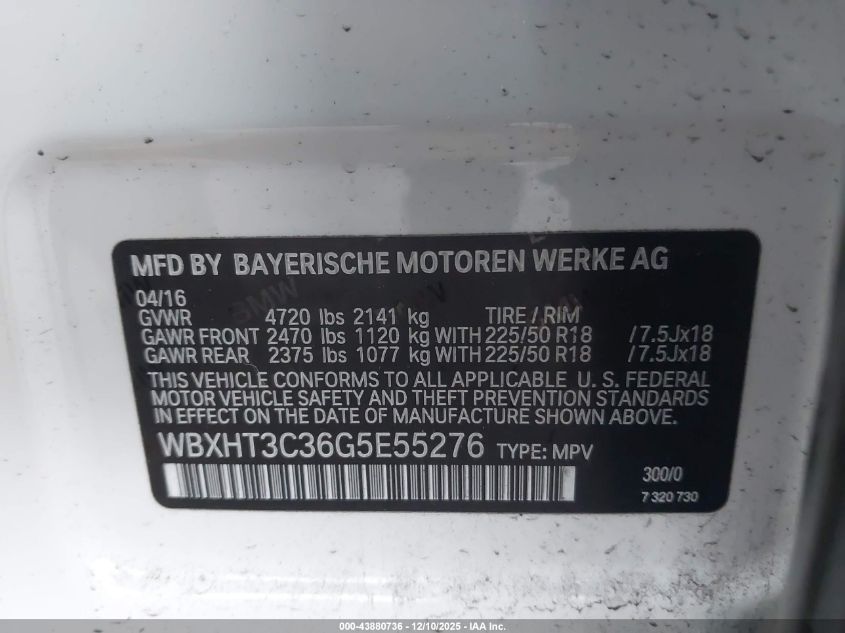 MFD BY BAYERISCHE MOTOREN WERKE AG
04/16
GVWR 4720 lbs 2141 kg TIRE / RIM
GAWR FRONT 2470 lbs 1120 kg WITH 225/50 R18 /7.5Jx18
GAWR REAR 2375 lbs 1077 kg WITH 225/50 R18 /7.5Jx18
THIS VEHICLE CONFORMS TO ALL APPLICABLE U. S. FEDERAL
MOTOR VEHICLE SAFETY AND THEFT PREVENTION STANDARDS
IN EFFECT ON THE DATE OF MANUFACTURE SHOWN ABOVE.
WBXHT3C36G5E55276 TYPE: MPV
300/0
7 320 730
000-43880736 - 12/10/2025 - IAA Inc.